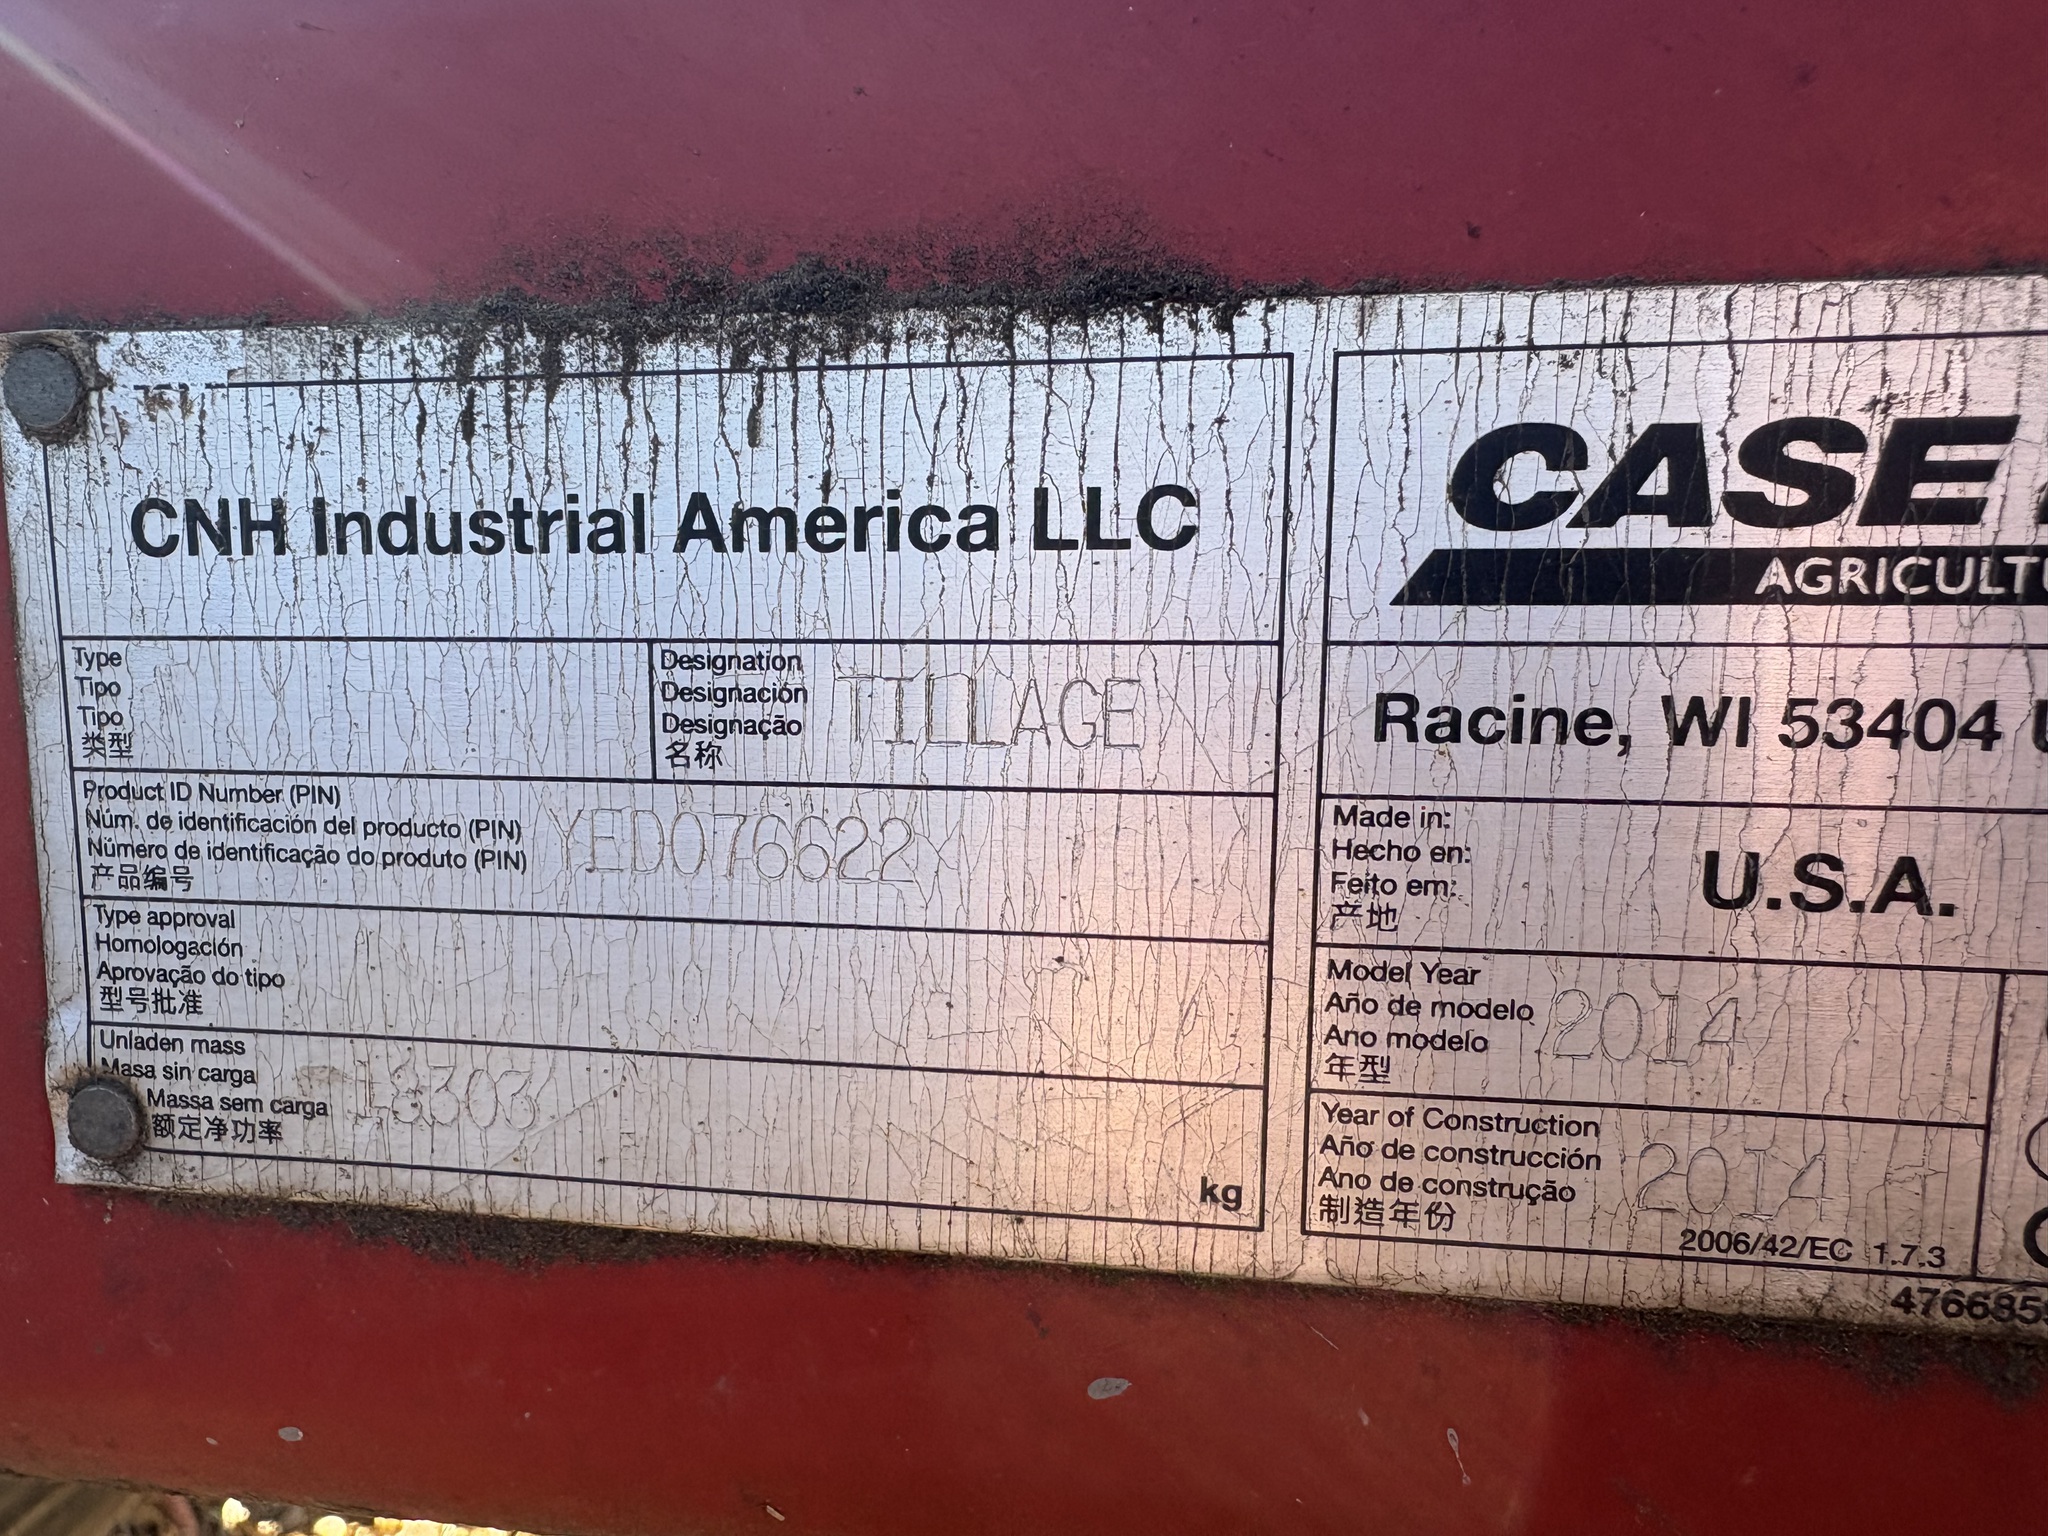 CNH Industrial America LLC
Type
Tipo
Tipo
类型
Designation
Designación
Designação
名称
TILLAGE
Product ID Number (PIN)
Núm. de identificación del producto (PIN)
Número de identificação do produto (PIN)
产品编号
YED076622
Type approval
Homologación
Aprovação do tipo
型号批准
Unladen mass
Masa sin carga
Massa sem carga
额定净功率
kg
CASE
AGRICULTU
Racine, WI 53404 U
Made in:
Hecho en:
Feito em:
产地
U.S.A.
Model Year
Año de modelo
Ano modelo
年型
2014
Year of Construction
Año de construcción
Ano de construção
制造年份
2014
2006/42/EC 1.7.3
4766859